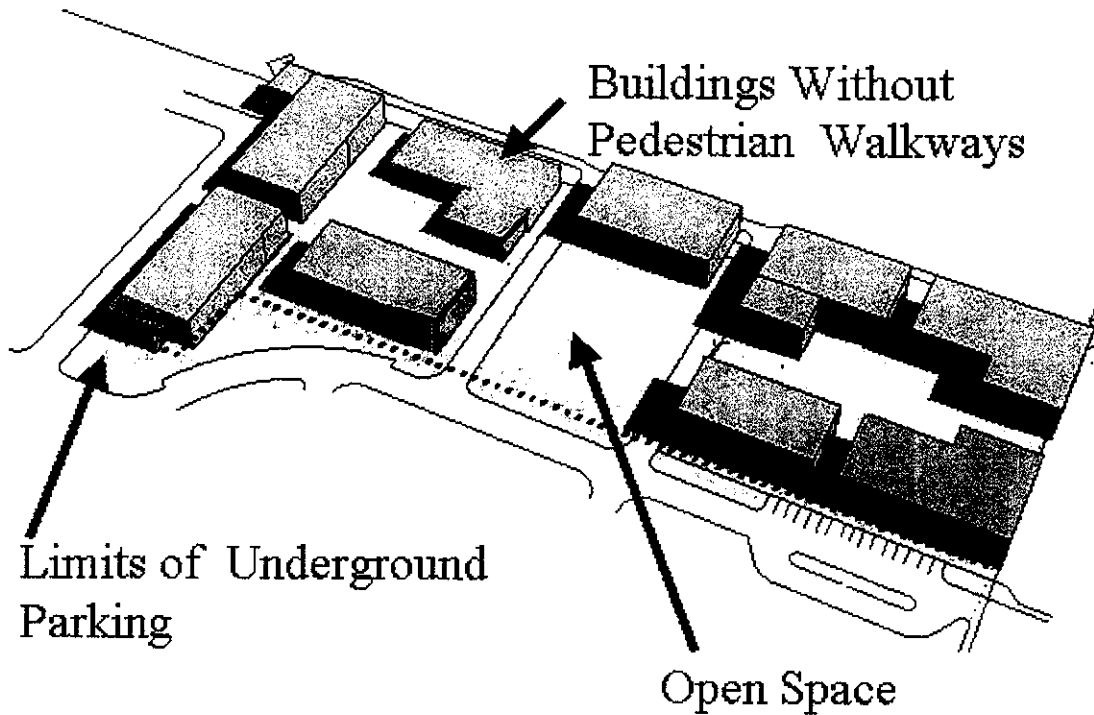 Buildings Without
Pedestrian Walkways
Limits of Underground
Parking
Open Space